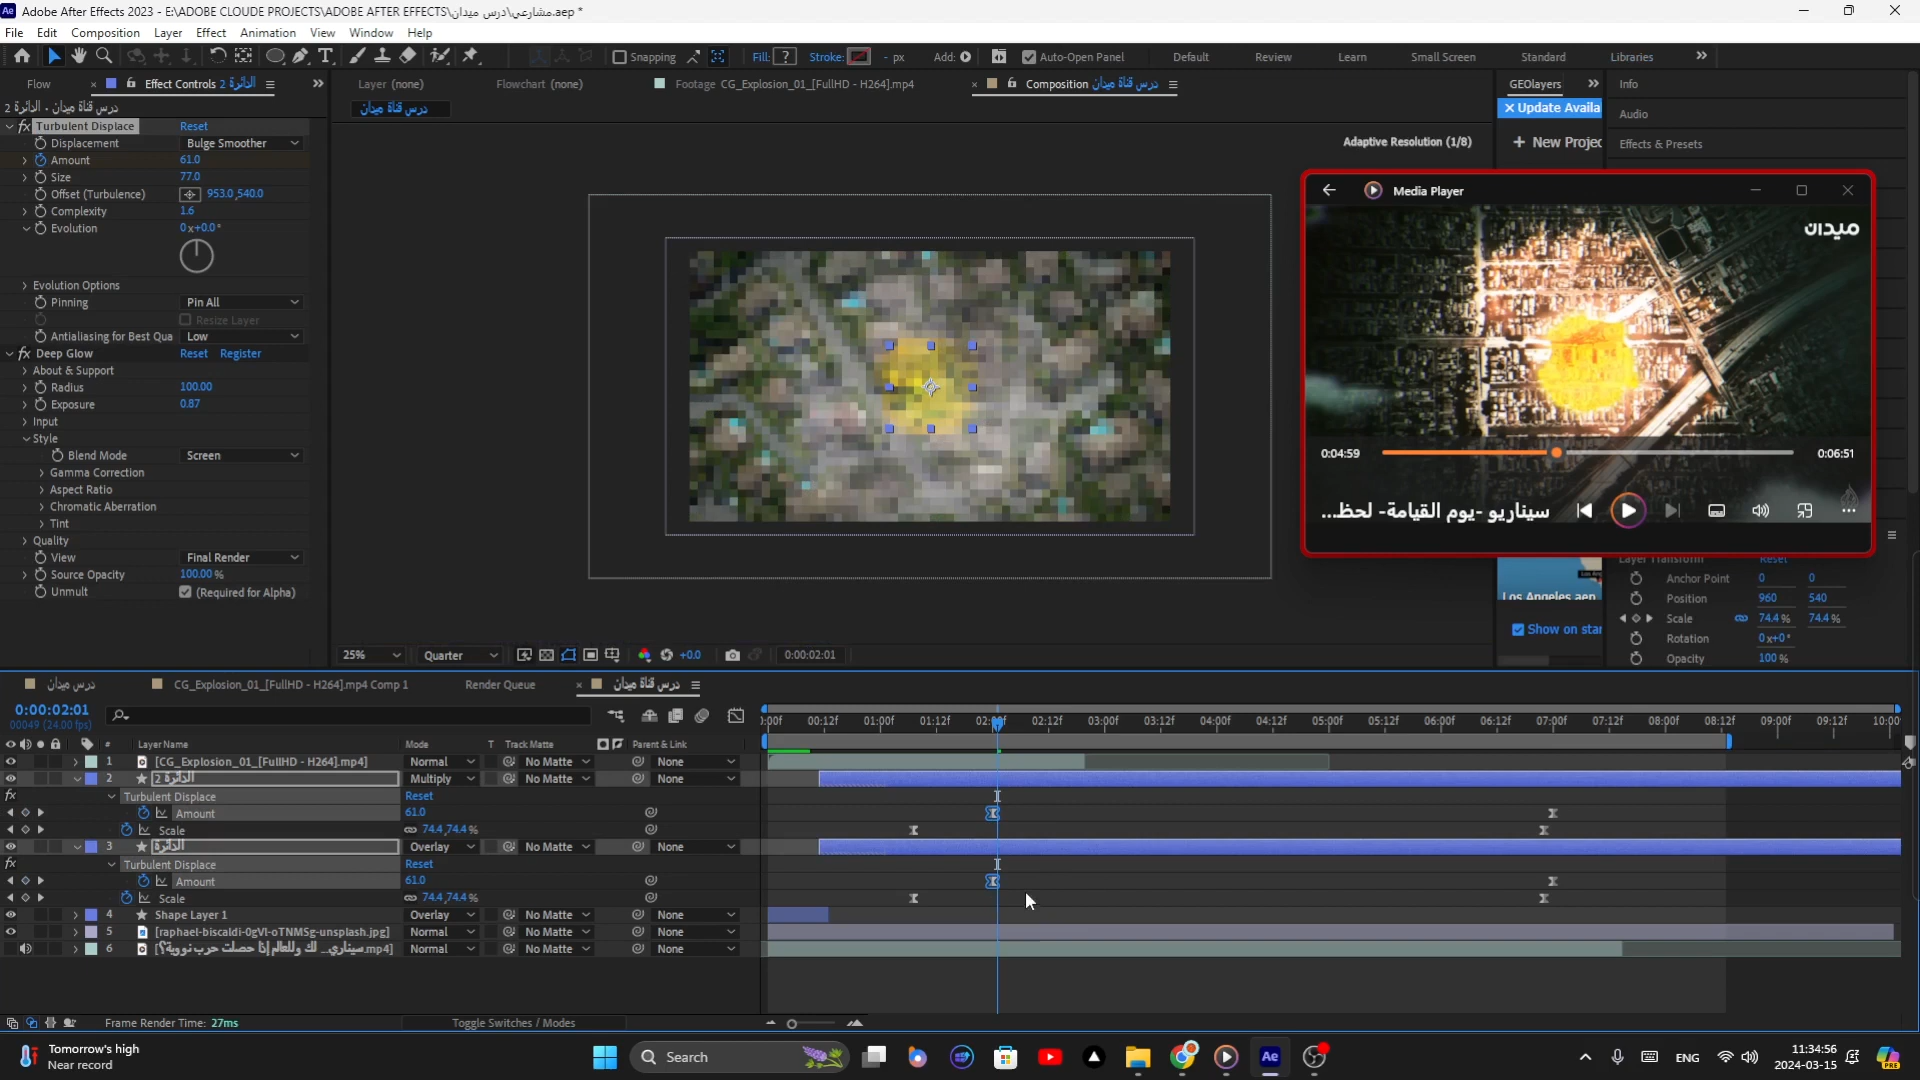 Adobe After Effects 2023 - E:\ADOBE CLOUDE PROJECTS\ADOBE AFTER EFFECTS\مشاريعي\درس ميدان.aep *
File Edit Composition Layer Effect Animation View Window Help
Snapping Fill: ? Stroke: - px Add: Auto-Open Panel Default Review Learn Small Screen Standard Libraries
Flow Effect Controls الدائرة 2
Layer (none) Flowchart (none) Footage CG_Explosion_01_[FullHD - H264].mp4 Composition درس قناة ميدان
GEOlayers Info
درس قناة ميدان • الدائرة 2
درس قناة ميدان
Update Availa
Audio
fx Turbulent Displace Reset
Displacement Bulge Smoother
Adaptive Resolution (1/8)
+ New Projec
Effects & Presets
Amount 61.0
Size 77.0
Offset (Turbulence) 953.0,540.0
Complexity 1.6
Evolution 0x+0.0°
Evolution Options
Pinning Pin All
Resize Layer
Antialiasing for Best Qua Low
fx Deep Glow Reset Register
About & Support
Radius 100.00
Exposure 0.87
Input
Style
Blend Mode Screen
Gamma Correction
Aspect Ratio
Chromatic Aberration
Tint
Quality
View Final Render
Source Opacity 100.00 %
Unmult (Required for Alpha)
Media Player
ميدان
0:04:59 0:06:51
سيناريو -يوم القيامة- لحظ...
Layer Transform Reset
Anchor Point 0 0
Position 960 540
Scale 74.4 % 74.4 %
Rotation 0x+0°
Opacity 100 %
Los Angeles aep
Show on star
25% Quarter +0.0 0:00:02:01
درس ميدان CG_Explosion_01_[FullHD - H264].mp4 Comp 1 Render Queue درس قناة ميدان
0:00:02:01
00049 (24.00 fps)
):00f 00:12f 01:00f 01:12f 02:00f 02:12f 03:00f 03:12f 04:00f 04:12f 05:00f 05:12f 06:00f 06:12f 07:00f 07:12f 08:00f 08:12f 09:00f 09:12f 10:00
# Layer Name Mode T Track Matte Parent & Link
1 [CG_Explosion_01_[FullHD - H264].mp4] Normal No Matte None
2 الدائرة 2 Multiply No Matte None
fx Turbulent Displace Reset
Amount 61.0
Scale 74.4,74.4 %
3 الدائرة Overlay No Matte None
fx Turbulent Displace Reset
Amount 61.0
Scale 74.4,74.4 %
4 Shape Layer 1 Overlay No Matte None
5 [raphael-biscaldi-0gVl-oTNMSg-unsplash.jpg] Normal No Matte None
6 [سيناري... لك وللعالم إذا حصلت حرب نووية؟.mp4] Normal No Matte None
Frame Render Time: 27ms Toggle Switches / Modes
Tomorrow's high
Near record
Search
Ae
PRE
ENG
11:34:56
2024-03-15